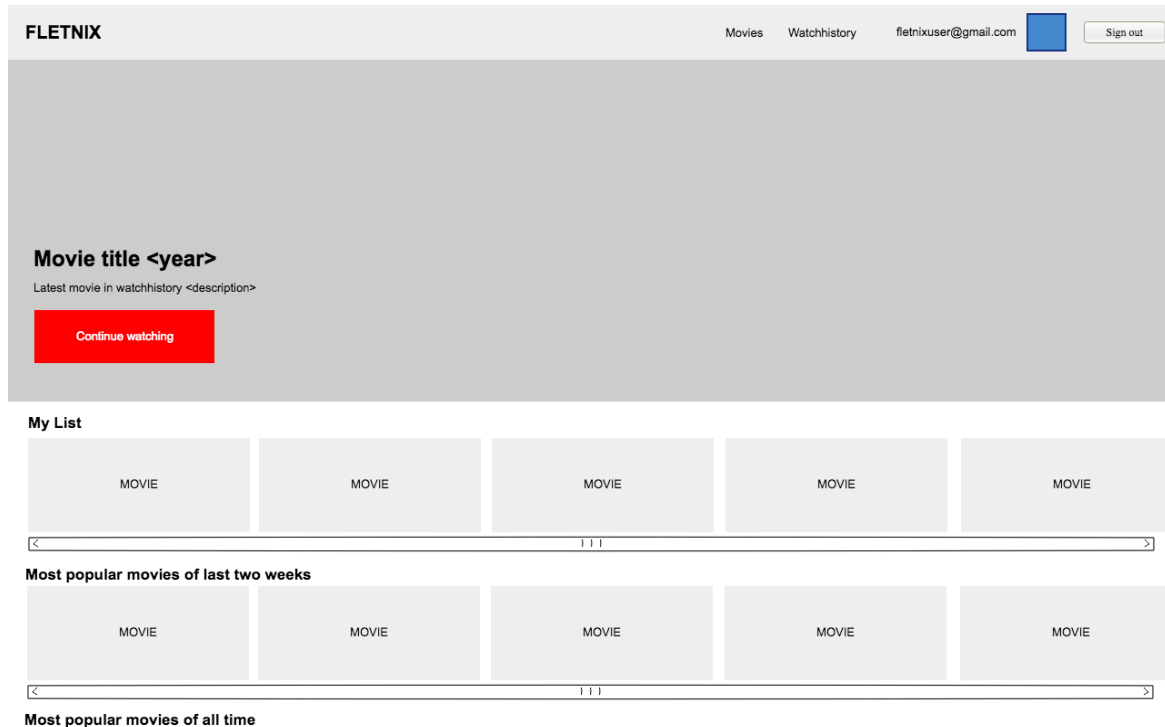 FLETNIX
Movies Watchhistory fletnixuser@gmail.com Sign out
Movie title <year>
Latest movie in watchhistory <description>
Continue watching
My List
MOVIE MOVIE MOVIE MOVIE MOVIE
Most popular movies of last two weeks
MOVIE MOVIE MOVIE MOVIE MOVIE
Most popular movies of all time